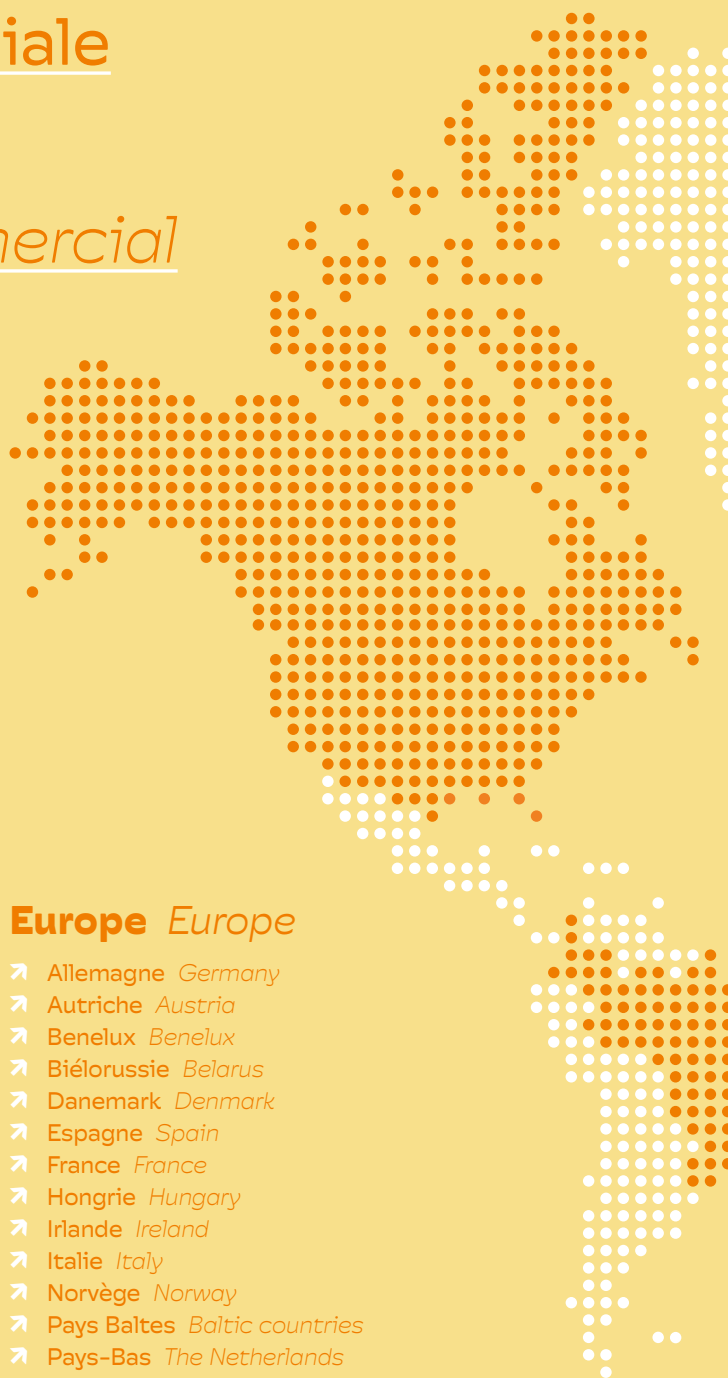 iale
mercial
Europe Europe
Allemagne Germany
Autriche Austria
Benelux Benelux
Biélorussie Belarus
Danemark Denmark
Espagne Spain
France France
Hongrie Hungary
Irlande Ireland
Italie Italy
Norvège Norway
Pays Baltes Baltic countries
Pays-Bas The Netherlands